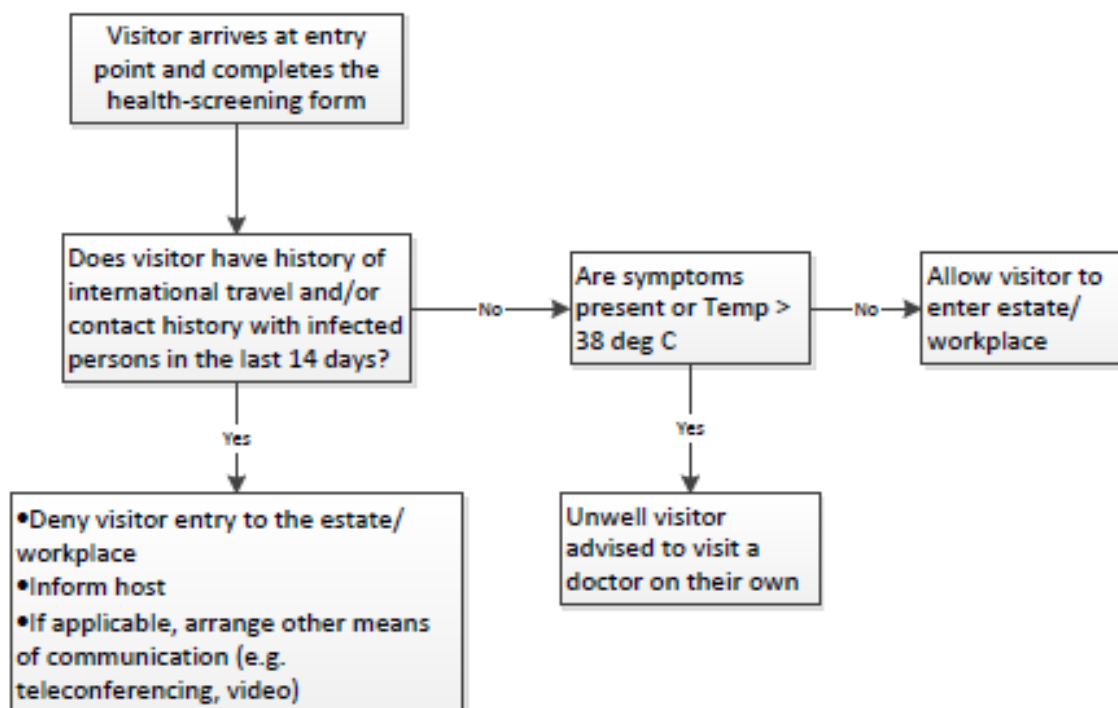 Visitor arrives at entry
point and completes the
health-screening form
Does visitor have history of
international travel and/or
contact history with infected
persons in the last 14 days?
No
Are symptoms
present or Temp >
38 deg C
No
Allow visitor to
enter estate/
workplace
Yes
Yes
•Deny visitor entry to the estate/
workplace
•Inform host
•If applicable, arrange other means
of communication (e.g.
teleconferencing, video)
Unwell visitor
advised to visit a
doctor on their own